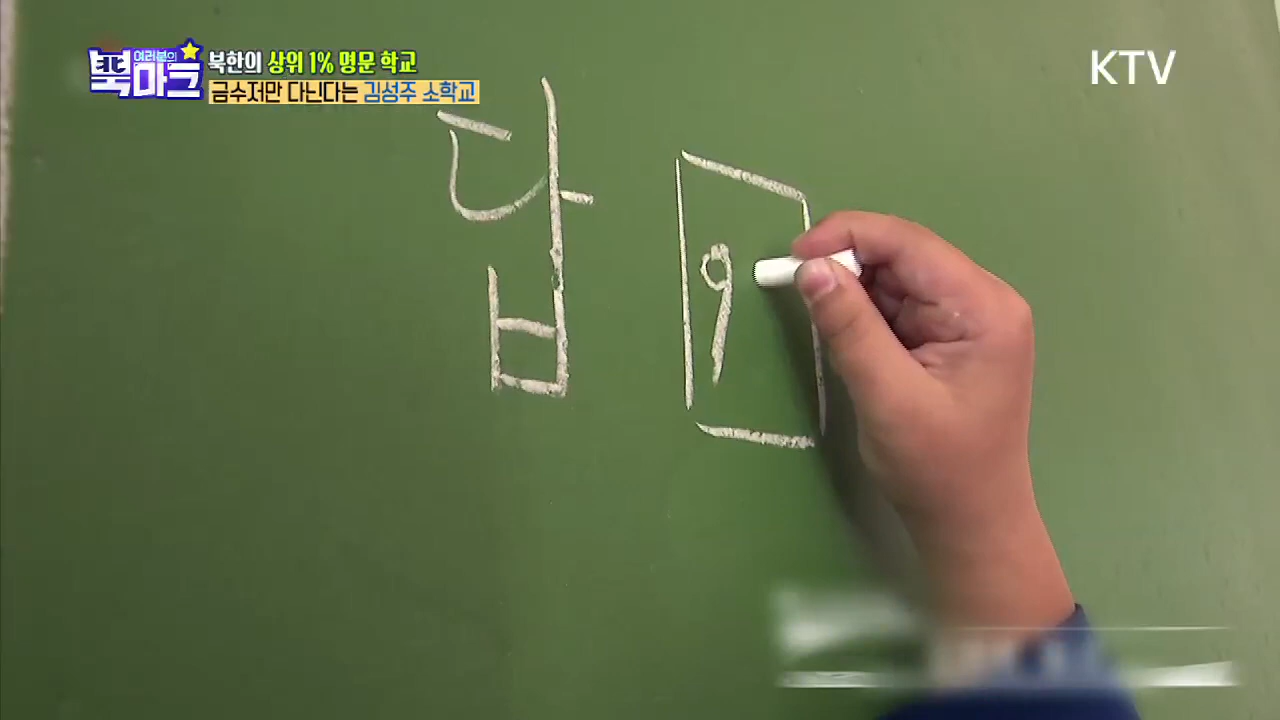 여러분의
북마크
북한의 상위 1% 명문 학교
금수저만 다닌다는 김성주 소학교
KTV
답 9